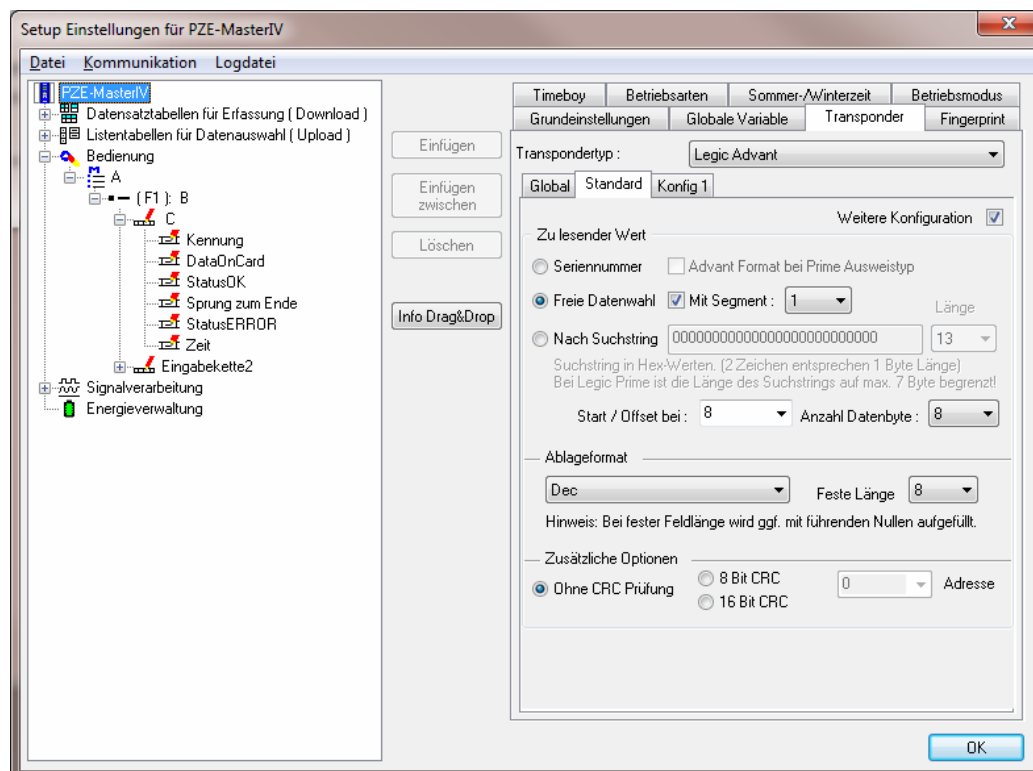 Setup Einstellungen für PZE-MasterIV
Datei Kommunikation Logdatei
PZE-MasterIV
Datensatztabellen für Erfassung ( Download )
Listentabellen für Datenauswahl ( Upload )
Bedienung
A
( F1 ): B
C
Kennung
DataOnCard
StatusOK
Sprung zum Ende
StatusERROR
Zeit
Eingabekette2
Signalverarbeitung
Energieverwaltung
Einfügen
Einfügen
zwischen
Löschen
Info Drag&Drop
Timeboy Betriebsarten Sommer-/Winterzeit Betriebsmodus
Grundeinstellungen Globale Variable Transponder Fingerprint
Transpondertyp : Legic Advant
Global Standard Konfig 1
Weitere Konfiguration
Zu lesender Wert
Seriennummer Advant Format bei Prime Ausweistyp
Freie Datenwahl Mit Segment : 1
Länge
Nach Suchstring 00000000000000000000000000 13
Suchstring in Hex-Werten. (2 Zeichen entsprechen 1 Byte Länge)
Bei Legic Prime ist die Länge des Suchstrings auf max. 7 Byte begrenzt!
Start / Offset bei : 8 Anzahl Datenbyte : 8
Ablageformat
Dec Feste Länge 8
Hinweis: Bei fester Feldlänge wird ggf. mit führenden Nullen aufgefüllt.
Zusätzliche Optionen
Ohne CRC Prüfung 8 Bit CRC 0 Adresse
16 Bit CRC
OK